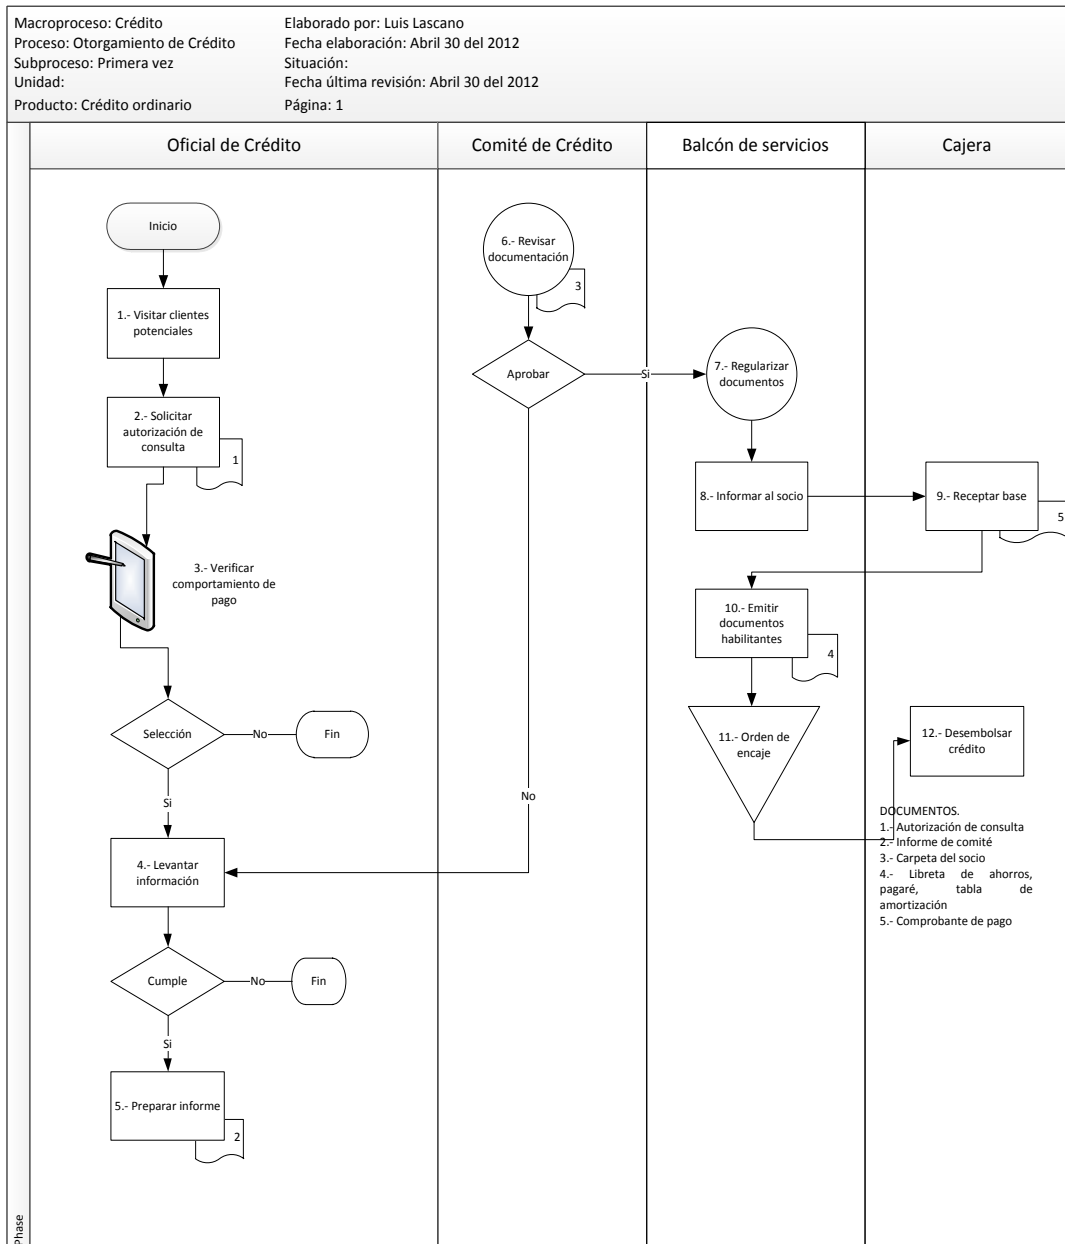 Macroproceso: Crédito
Proceso: Otorgamiento de Crédito
Subproceso: Primera vez
Unidad:
Producto: Crédito ordinario
Elaborado por: Luis Lascano
Fecha elaboración: Abril 30 del 2012
Situación:
Fecha última revisión: Abril 30 del 2012
Página: 1
Oficial de Crédito
Comité de Crédito
Balcón de servicios
Cajera
Inicio
1.- Visitar clientes
potenciales
2.- Solicitar
autorización de
consulta
1
3.- Verificar
comportamiento de
pago
Selección
No
Fin
Si
4.- Levantar
información
Cumple
No
Fin
Si
5.- Preparar informe
2
6.- Revisar
documentación
3
Aprobar
Si
No
7.- Regularizar
documentos
8.- Informar al socio
9.- Receptar base
5
10.- Emitir
documentos
habilitantes
4
11.- Orden de
encaje
12.- Desembolsar
crédito
DOCUMENTOS.
1.- Autorización de consulta
2.- Informe de comité
3.- Carpeta del socio
4.- Libreta de ahorros,
pagaré, tabla de
amortización
5.- Comprobante de pago
Phase